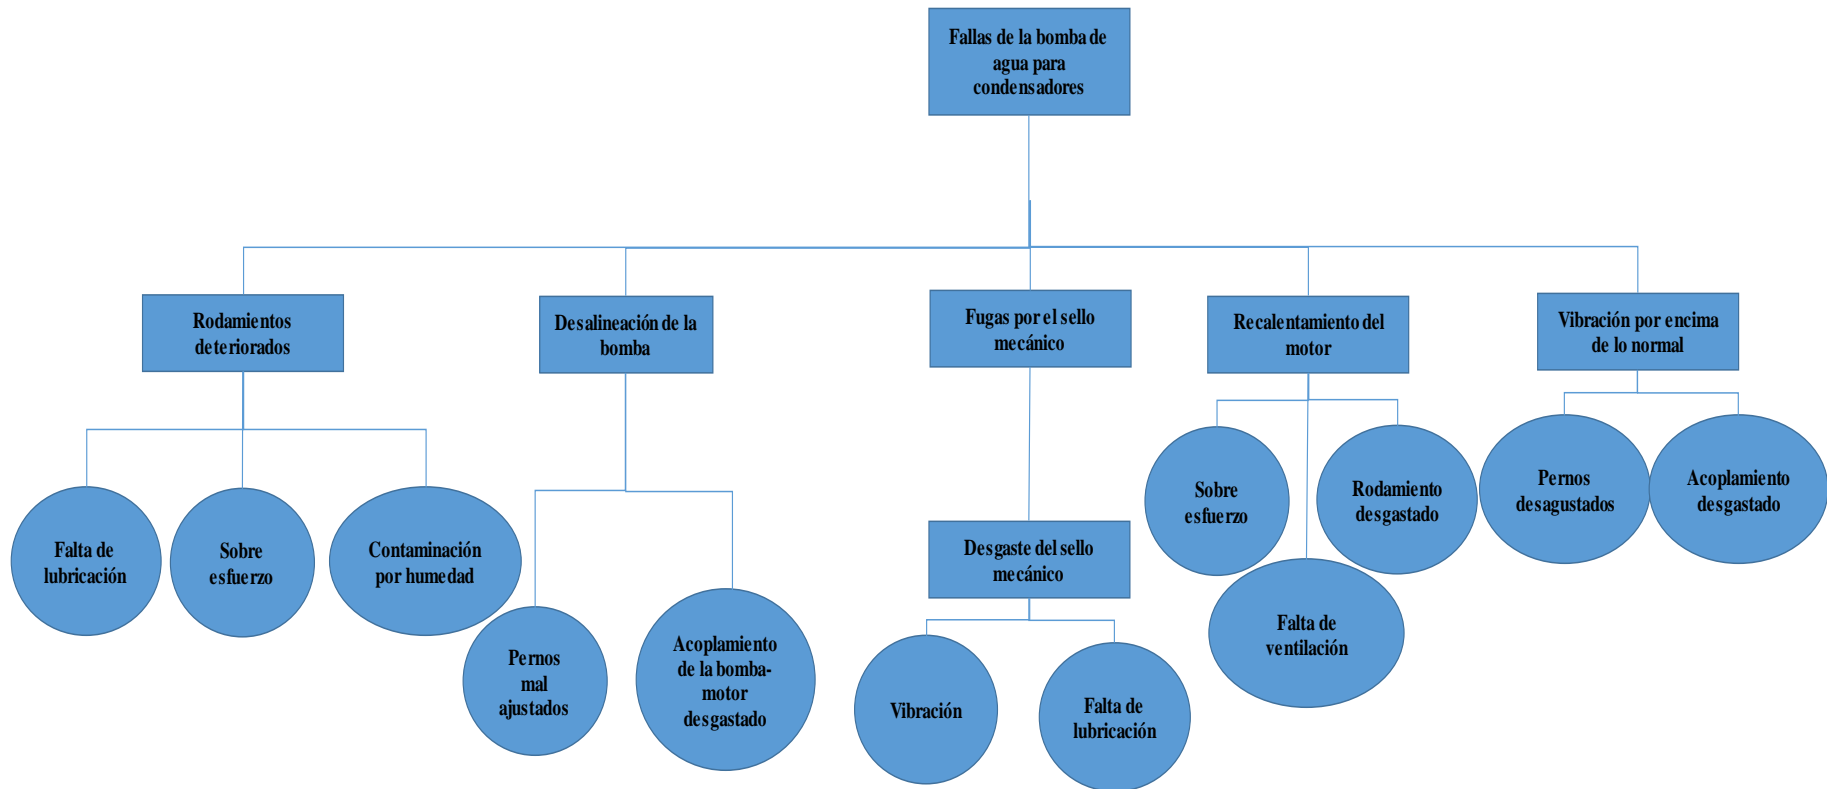 Fallas de la bomba de
agua para
condensadores
Rodamientos
deteriorados
Desalineación de la
bomba
Fugas por el sello
mecánico
Recalentamiento del
motor
Vibración por encima
de lo normal
Falta de
lubricación
Sobre
esfuerzo
Contaminación
por humedad
Pernos
mal
ajustados
Acoplamiento
de la bomba-
motor
desgastado
Desgaste del sello
mecánico
Vibración
Falta de
lubricación
Sobre
esfuerzo
Falta de
ventilación
Rodamiento
desgastado
Pernos
desagustados
Acoplamiento
desgastado